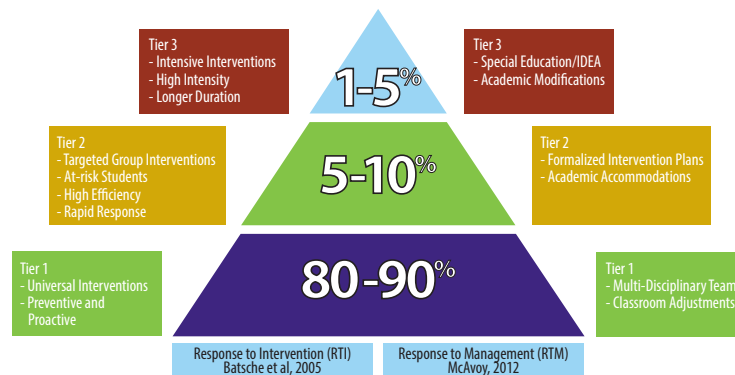 Tier 3
- Intensive Interventions
- High Intensity
- Longer Duration
1-5%
Tier 3
- Special Education/IDEA
- Academic Modifications
Tier 2
- Targeted Group Interventions
- At-risk Students
- High Efficiency
- Rapid Response
5-10%
Tier 2
- Formalized Intervention Plans
- Academic Accommodations
Tier 1
- Universal Interventions
- Preventive and
Proactive
80-90%
Tier 1
- Multi-Disciplinary Team
- Classroom Adjustments
Response to Intervention (RTI)
Batsche et al, 2005
Response to Management (RTM)
McAvoy, 2012